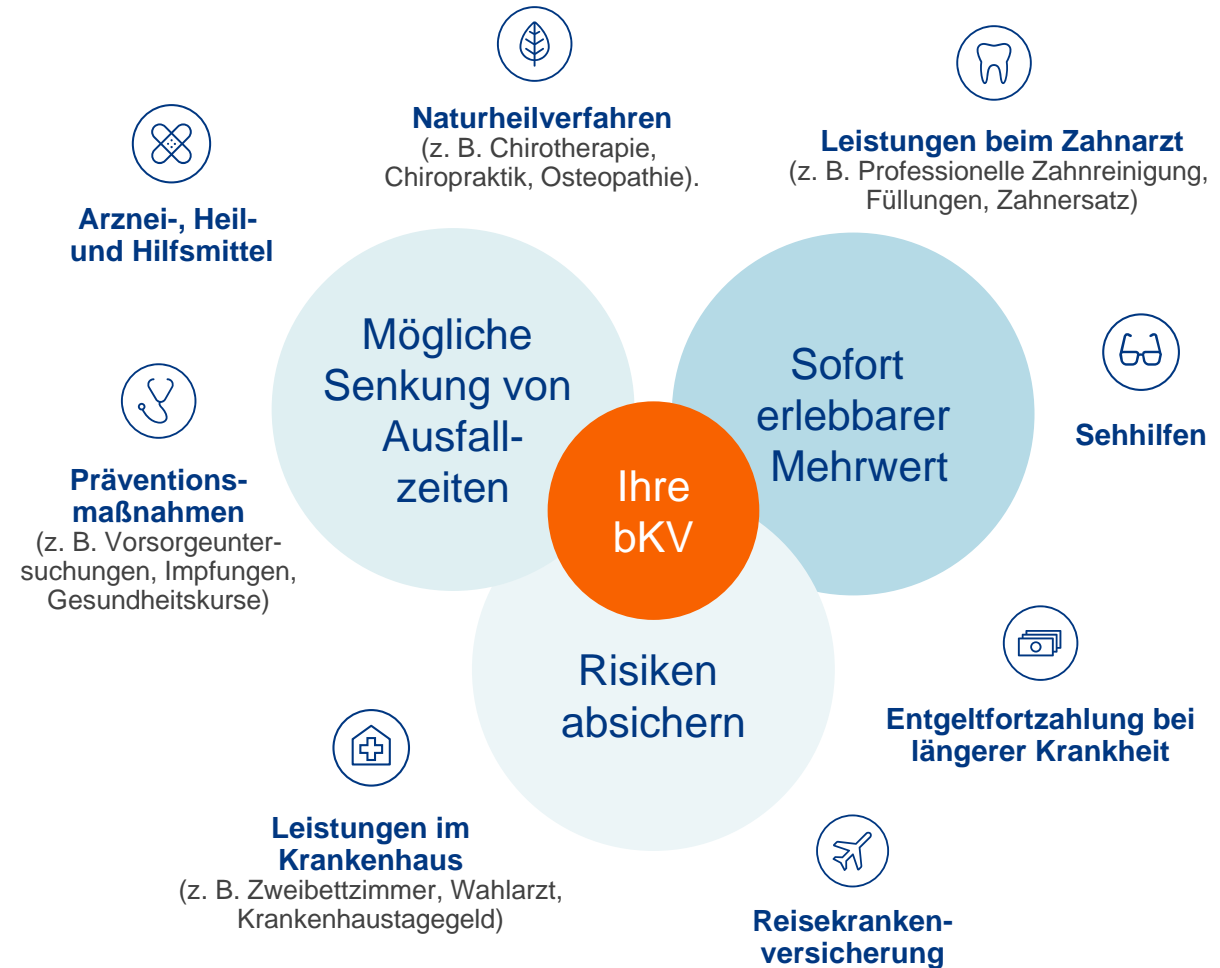 Naturheilverfahren
(z. B. Chirotherapie,
Chiropraktik, Osteopathie).
Leistungen beim Zahnarzt
(z. B. Professionelle Zahnreinigung,
Füllungen, Zahnersatz)
Arznei-, Heil-
und Hilfsmittel
Mögliche
Senkung von
Ausfall-
zeiten
Sofort
erlebbarer
Mehrwert
Sehhilfen
Präventions-
maßnahmen
(z. B. Vorsorgeunter-
suchungen, Impfungen,
Gesundheitskurse)
Ihre
bKV
Risiken
absichern
Entgeltfortzahlung bei
längerer Krankheit
Leistungen im
Krankenhaus
(z. B. Zweibettzimmer, Wahlarzt,
Krankenhaustagegeld)
Reisekranken-
versicherung